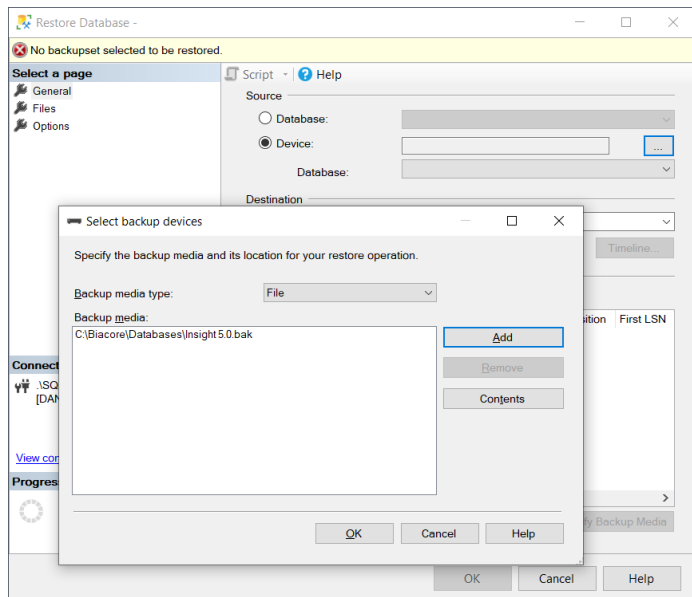 Restore Database -
No backupset selected to be restored.
Select a page
General
Files
Options
Script
Help
Source
Database:
Device:
...
Database:
Destination
Timeline...
Select backup devices
Specify the backup media and its location for your restore operation.
Backup media type:
File
Backup media:
C:\Biacore\Databases\Insight 5.0.bak
Add
Remove
Contents
OK
Cancel
Help
First LSN
Connect
.\SQ
[DAN
View con
Progres
Backup Media
OK
Cancel
Help